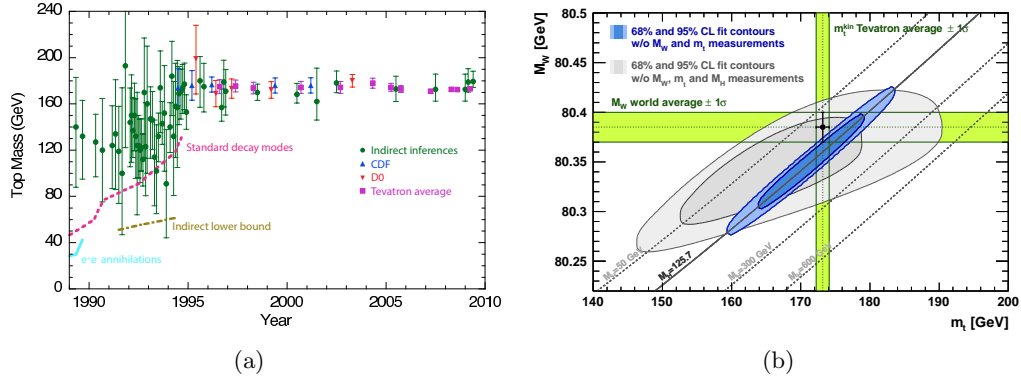 240
200
160
120
80
40
0
Top Mass (GeV)
Standard decay modes
Indirect lower bound
e+e- annihilations
Indirect inferences
CDF
D0
Tevatron average
1990
1995
2000
2005
2010
Year
(a)
M_W [GeV]
80.5
80.45
80.4
80.35
80.3
80.25
68% and 95% CL fit contours
w/o M_W and m_t measurements
68% and 95% CL fit contours
w/o M_W, m_t and M_H measurements
m_t^kin Tevatron average ± 1σ
M_W world average ± 1σ
M_H=50 GeV
M_H=125.7
M_H=300 GeV
M_H=600 GeV
140
150
160
170
180
190
200
m_t [GeV]
(b)